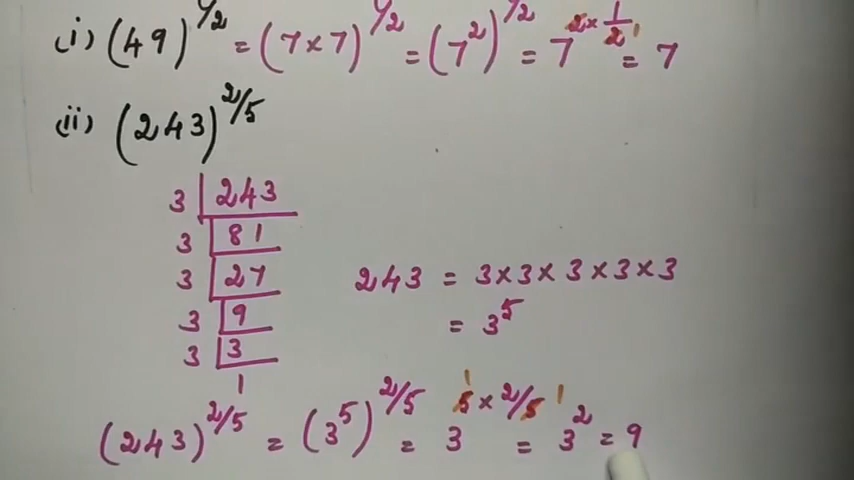 (i) (49)^1/2 = (7×7)^1/2 = (7^2)^1/2 = 7^2×1/2 = 7
(ii) (243)^2/5
3 | 243
3 | 81
3 | 27 243 = 3×3×3×3×3
3 | 9 = 3^5
3 | 3
1
(243)^2/5 = (3^5)^2/5 = 3^5×2/5 = 3^2 = 9